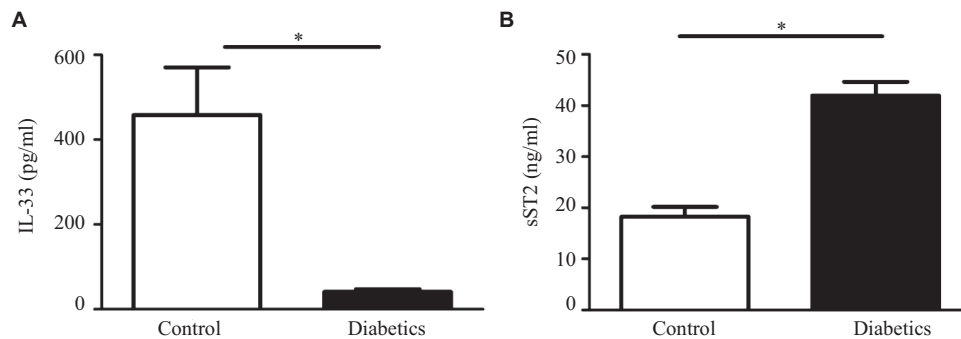 A
*
IL-33 (pg/ml)
600
400
200
0
Control
Diabetics
B
*
sST2 (ng/ml)
50
40
30
20
10
0
Control
Diabetics